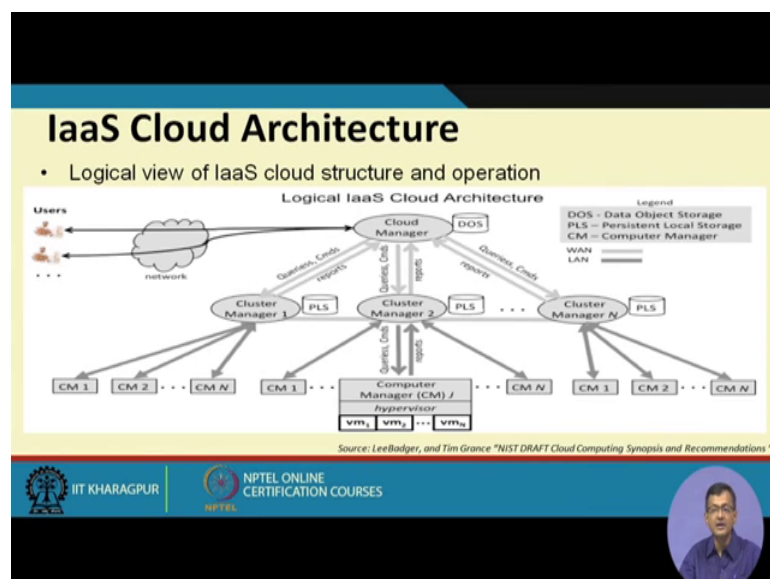 IaaS Cloud Architecture
• Logical view of IaaS cloud structure and operation
Logical IaaS Cloud Architecture
Users
network
Cloud
Manager
DOS
Legend
DOS - Data Object Storage
PLS – Persistent Local Storage
CM – Computer Manager
WAN
LAN
Queriess, Cmds
reports
Queriess, Cmds
reports
Queriess, Cmds
reports
Cluster
Manager 1
PLS
Cluster
Manager 2
PLS
. . .
Cluster
Manager N
PLS
Queriess, Cmds
reports
CM 1
CM 2
. . .
CM N
CM 1
. . .
Computer
Manager (CM) J
hypervisor
vm1 vm2 ... vmN
. . .
CM N
CM 1
CM 2
. . .
CM N
Source: LeeBadger, and Tim Grance "NIST DRAFT Cloud Computing Synopsis and Recommendations "
IIT KHARAGPUR
NPTEL
NPTEL ONLINE
CERTIFICATION COURSES